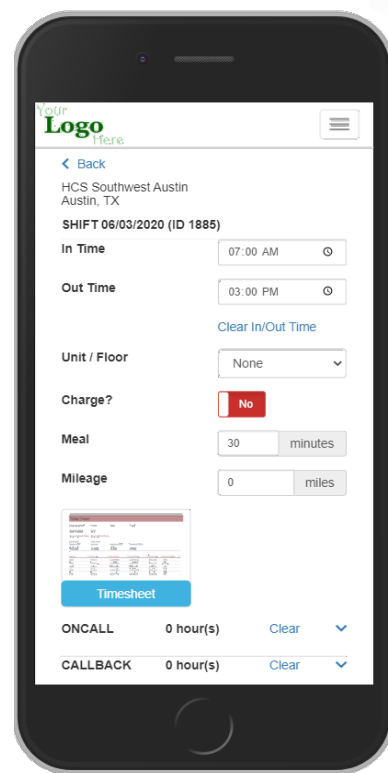 Your
Logo
Here
Back
HCS Southwest Austin
Austin, TX
SHIFT 06/03/2020 (ID 1885)
In Time 07:00 AM
Out Time 03:00 PM
Clear In/Out Time
Unit / Floor None
Charge? No
Meal 30 minutes
Mileage 0 miles
Timesheet
ONCALL 0 hour(s) Clear
CALLBACK 0 hour(s) Clear